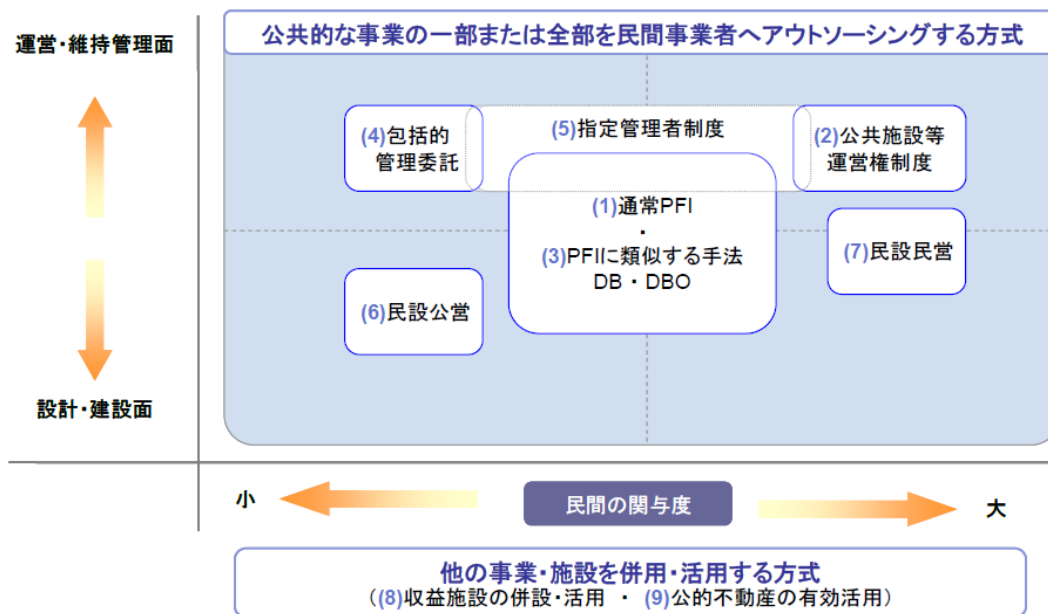 運営・維持管理面
公共的な事業の一部または全部を民間事業者へアウトソーシングする方式
(4)包括的
管理委託
(5)指定管理者制度
(2)公共施設等
運営権制度
(1)通常PFI
・
(3)PFIに類似する手法
DB・DBO
(7)民設民営
(6)民設公営
設計・建設面
小
民間の関与度
大
他の事業・施設を併用・活用する方式
（(8)収益施設の併設・活用 ・ (9)公的不動産の有効活用）